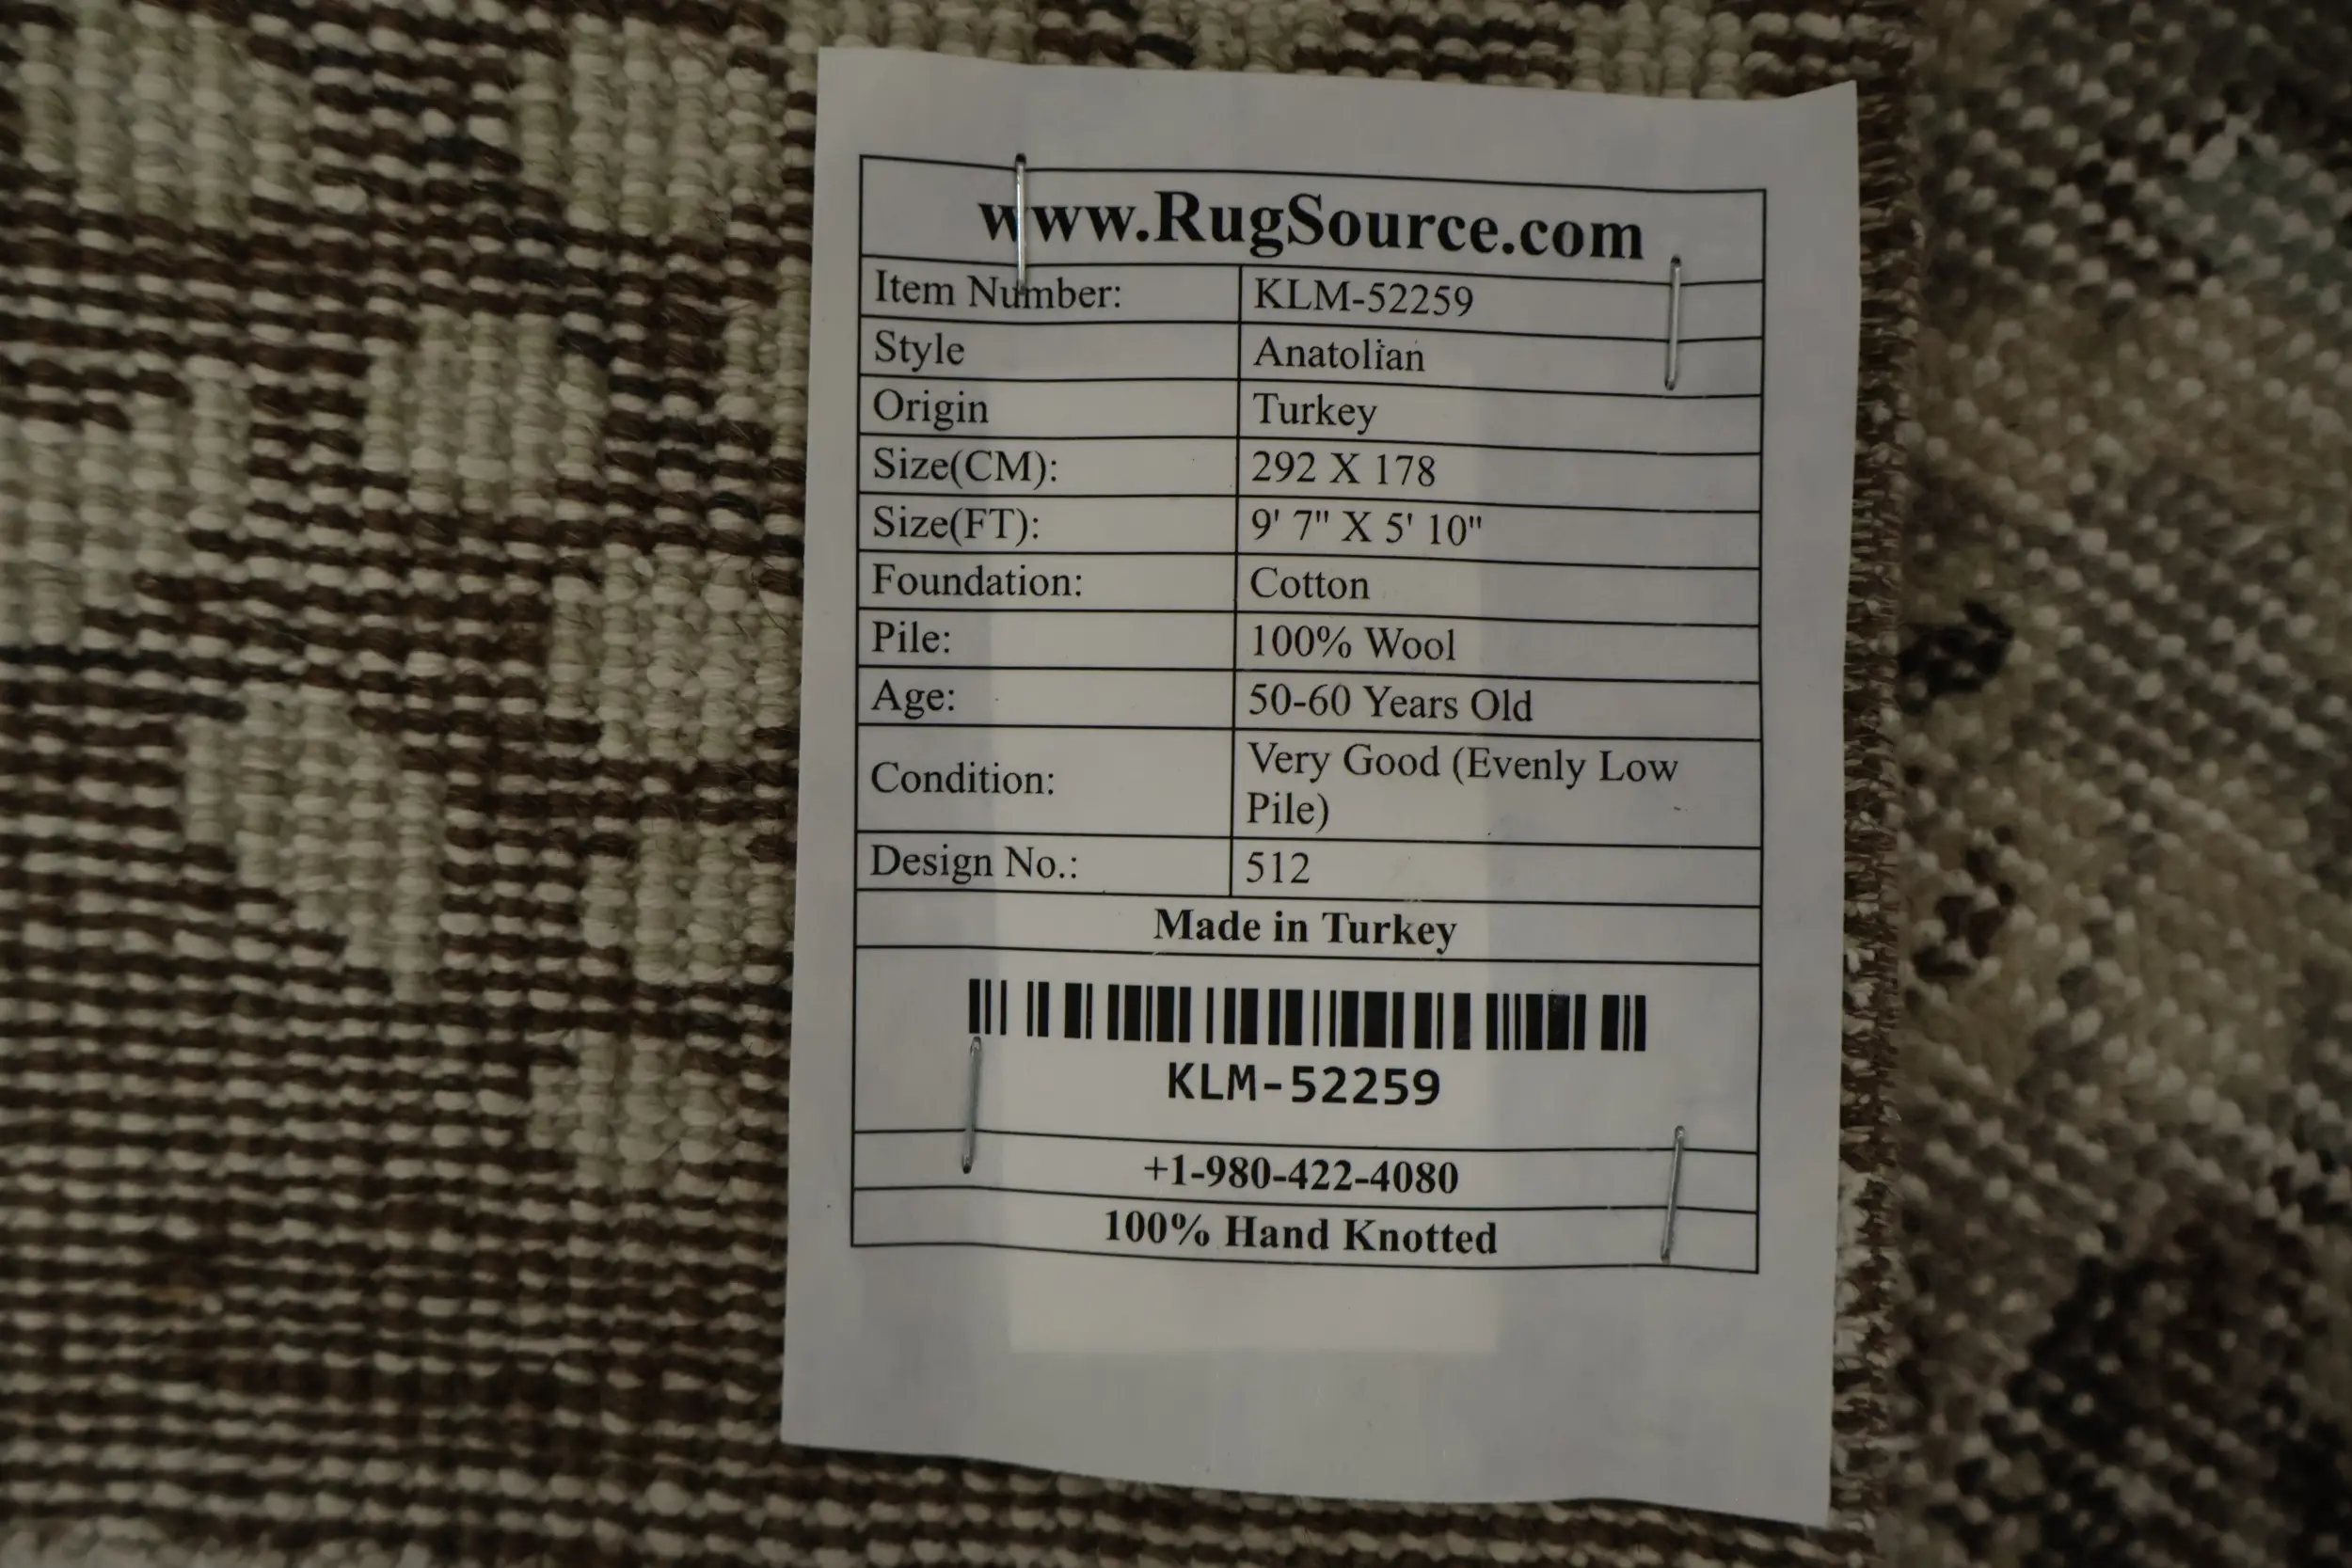 www.RugSource.com
Item Number: KLM-52259
Style Anatolian
Origin Turkey
Size(CM): 292 X 178
Size(FT): 9' 7" X 5' 10"
Foundation: Cotton
Pile: 100% Wool
Age: 50-60 Years Old
Condition: Very Good (Evenly Low
Pile)
Design No.: 512
Made in Turkey
KLM-52259
+1-980-422-4080
100% Hand Knotted